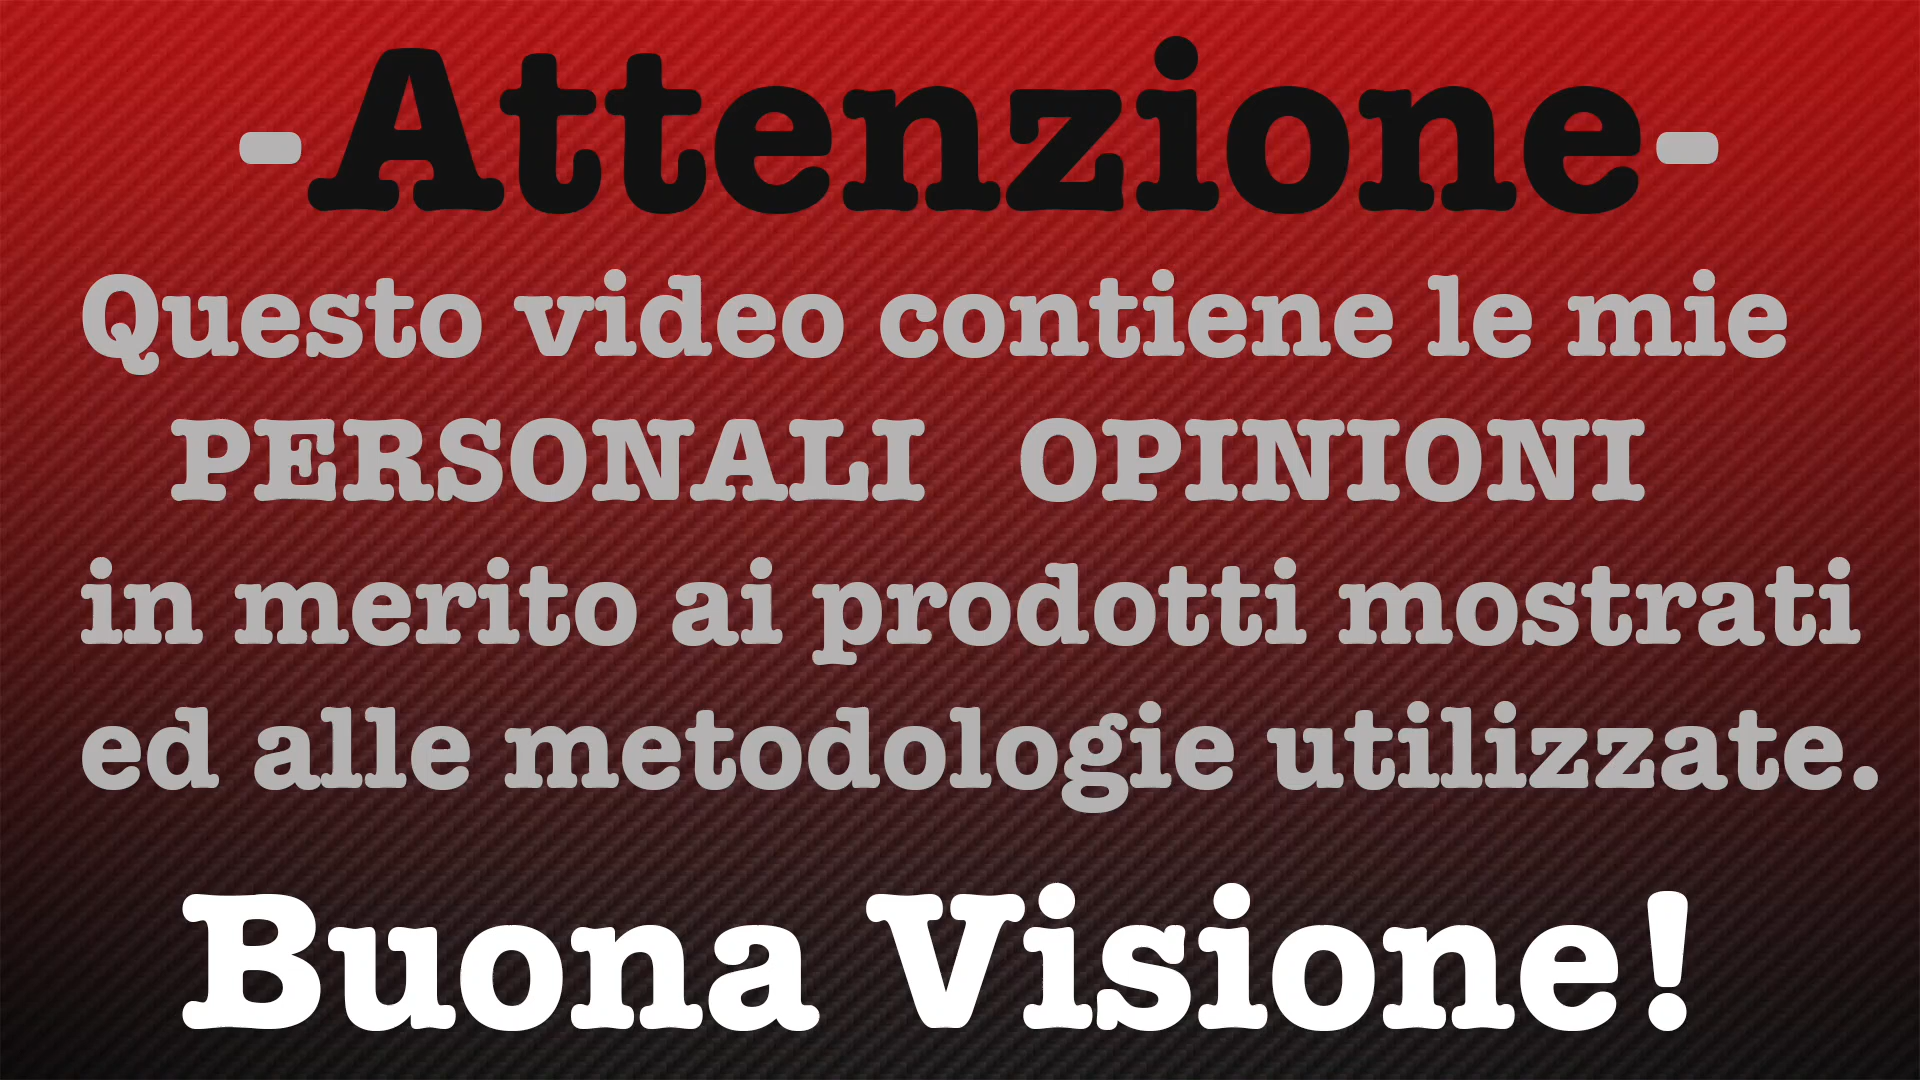 -Attenzione-
Questo video contiene le mie
PERSONALI OPINIONI
in merito ai prodotti mostrati
ed alle metodologie utilizzate.
Buona Visione!